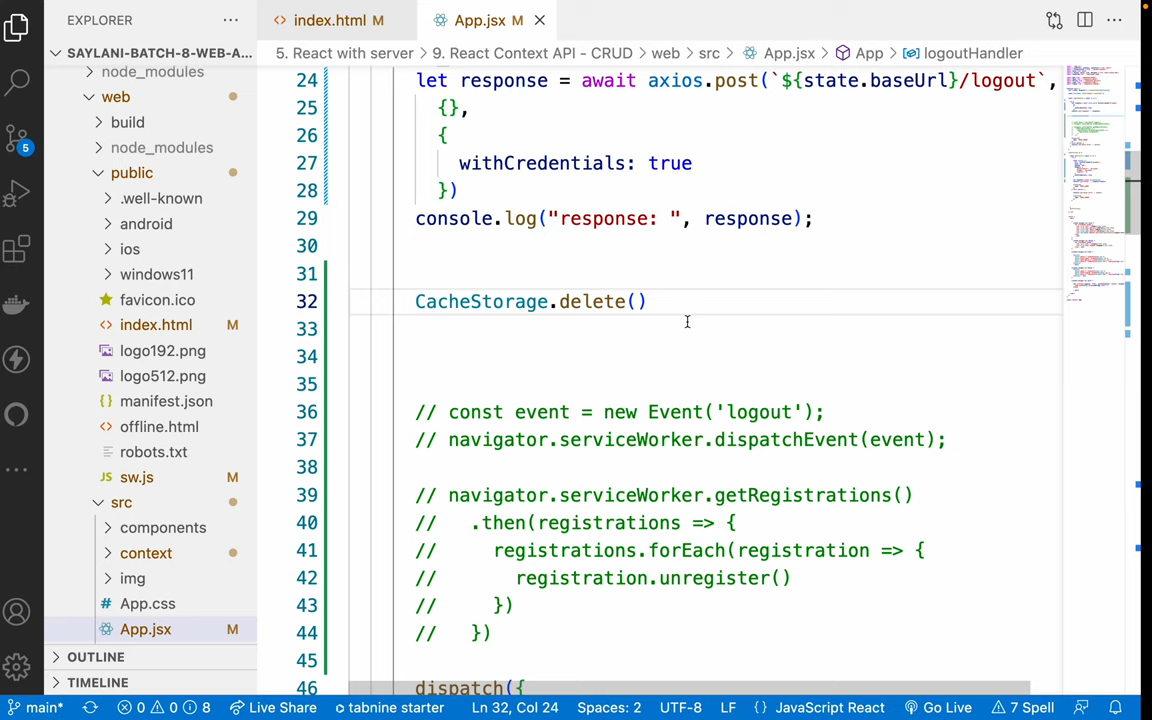 EXPLORER
index.html M
App.jsx M
SAYLANI-BATCH-8-WEB-A...
5. React with server > 9. React Context API - CRUD > web > src > App.jsx > App > logoutHandler
node_modules
web
build
node_modules
public
.well-known
android
ios
windows11
favicon.ico
index.html M
logo192.png
logo512.png
manifest.json
offline.html
robots.txt
sw.js M
src
components
context
img
App.css
App.jsx M
OUTLINE
TIMELINE
5
24 let response = await axios.post(`${state.baseUrl}/logout`,
25 {},
26 {
27 withCredentials: true
28 })
29 console.log("response: ", response);
30
31
32 CacheStorage.delete()
33
34
35
36 // const event = new Event('logout');
37 // navigator.serviceWorker.dispatchEvent(event);
38
39 // navigator.serviceWorker.getRegistrations()
40 // .then(registrations => {
41 // registrations.forEach(registration => {
42 // registration.unregister()
43 // })
44 // })
45
46 dispatch({
main* 0 0 8 Live Share tabnine starter Ln 32, Col 24 Spaces: 2 UTF-8 LF {} JavaScript React Go Live 7 Spell